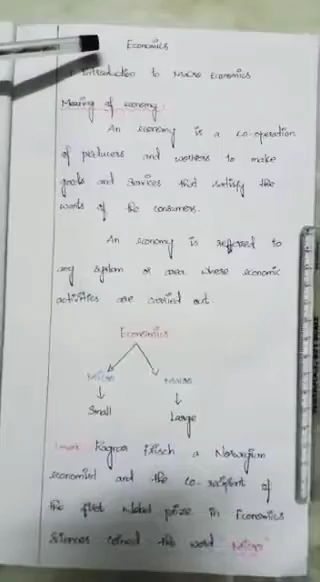 Economics
Introduction to Micro Economics
Meaning of economy
An economy is a co-operation
of producers and workers to make
goods and services that satisfy the
wants of the consumers.
An economy is reffered to
any system or area where economic
activities are carried out
Economics
Micro Macro
Small Large
Ragnar Frisch a Norwegian
economist and the co-recipient of
the first Nobel prize in Economics
Sciences coined the word "Micro"